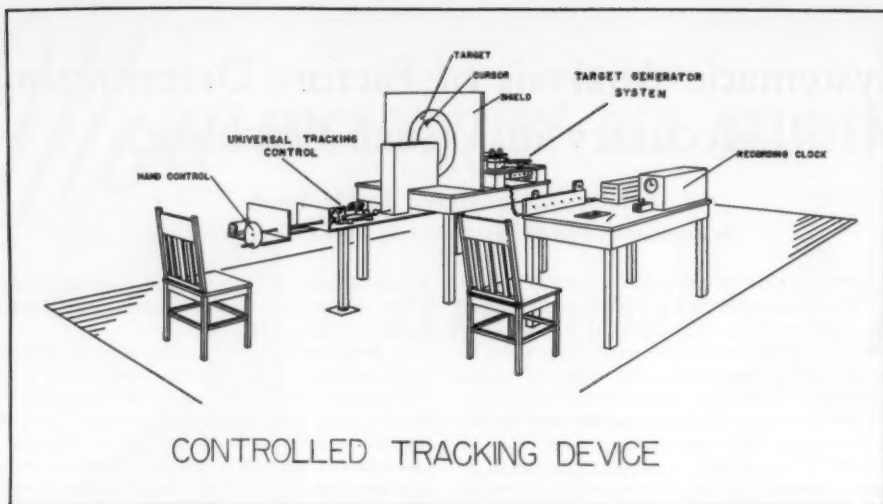 TARGET
CURSOR
SHIELD
TARGET GENERATOR
SYSTEM
UNIVERSAL TRACKING
CONTROL
HAND CONTROL
RECORDING CLOCK
CONTROLLED TRACKING DEVICE